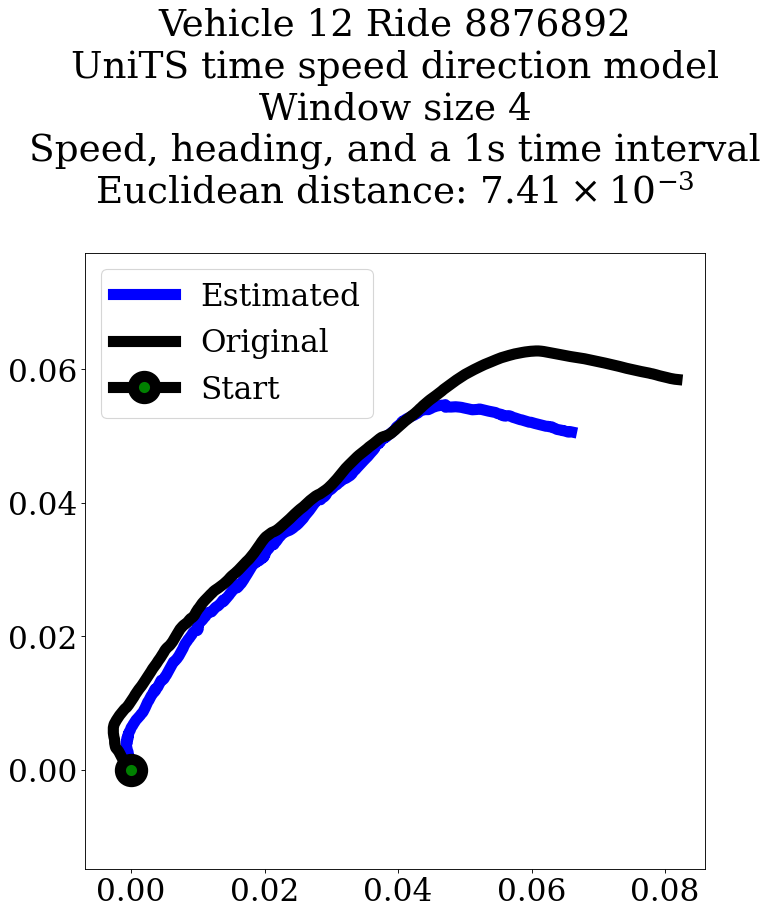 Vehicle 12 Ride 8876892
UniTS time speed direction model
Window size 4
Speed, heading, and a 1s time interval
Euclidean distance: 7.41 × 10⁻³
Estimated
Original
Start
0.06
0.04
0.02
0.00
0.00 0.02 0.04 0.06 0.08